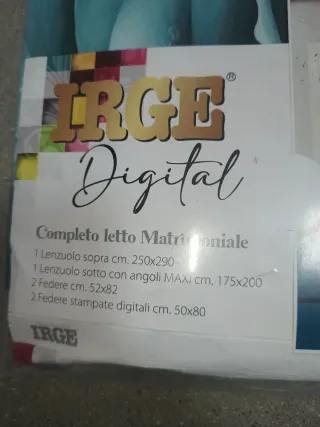 IRGE®
Digital
Completo letto Matrimoniale
1 Lenzuolo sopra cm. 250x290
1 Lenzuolo sotto con angoli MAXI cm. 175x200
2 Federe cm. 52x82
2 Federe stampate digitali cm. 50x80
IRGE